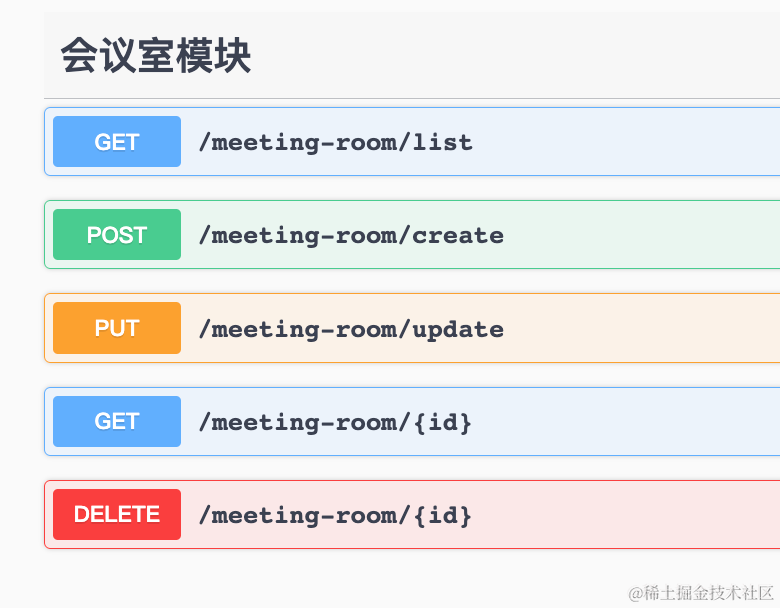 会议室模块
GET /meeting-room/list
POST /meeting-room/create
PUT /meeting-room/update
GET /meeting-room/{id}
DELETE /meeting-room/{id}
@稀土掘金技术社区